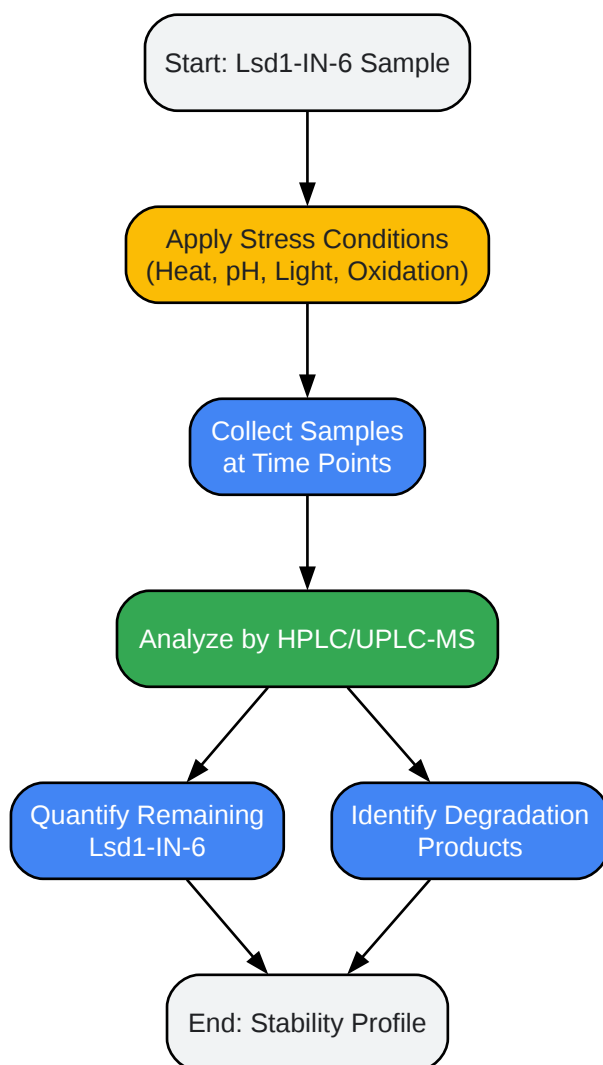 Start: Lsd1-IN-6 Sample
Apply Stress Conditions
(Heat, pH, Light, Oxidation)
Collect Samples
at Time Points
Analyze by HPLC/UPLC-MS
Quantify Remaining
Lsd1-IN-6
Identify Degradation
Products
End: Stability Profile